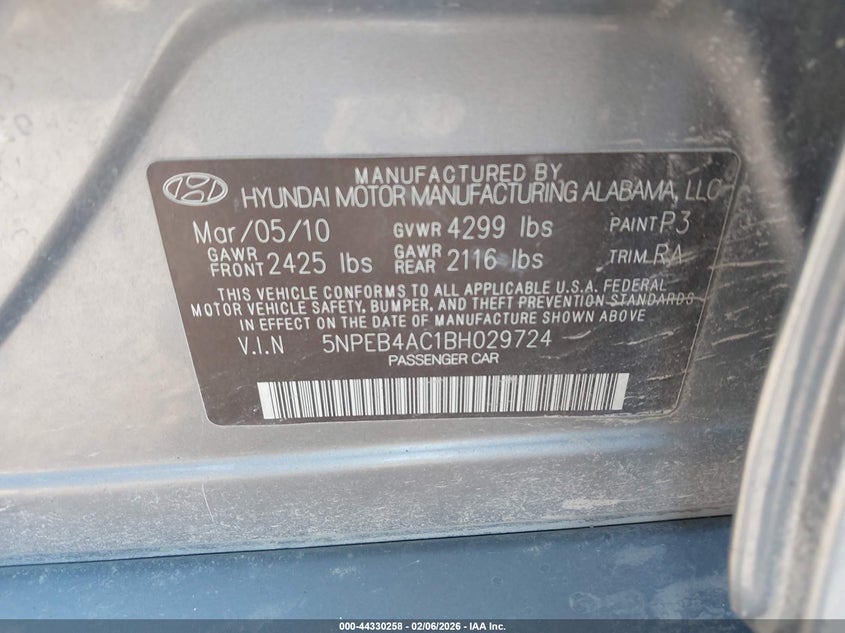 MANUFACTURED BY
HYUNDAI MOTOR MANUFACTURING ALABAMA, LLC
Mar/05/10 GVWR 4299 lbs PAINT P3
GAWR FRONT 2425 lbs GAWR REAR 2116 lbs TRIM RA
THIS VEHICLE CONFORMS TO ALL APPLICABLE U.S.A. FEDERAL
MOTOR VEHICLE SAFETY, BUMPER, AND THEFT PREVENTION STANDARDS
IN EFFECT ON THE DATE OF MANUFACTURE SHOWN ABOVE
V.I.N 5NPEB4AC1BH029724
PASSENGER CAR
000-44330258 - 02/06/2026 - IAA Inc.